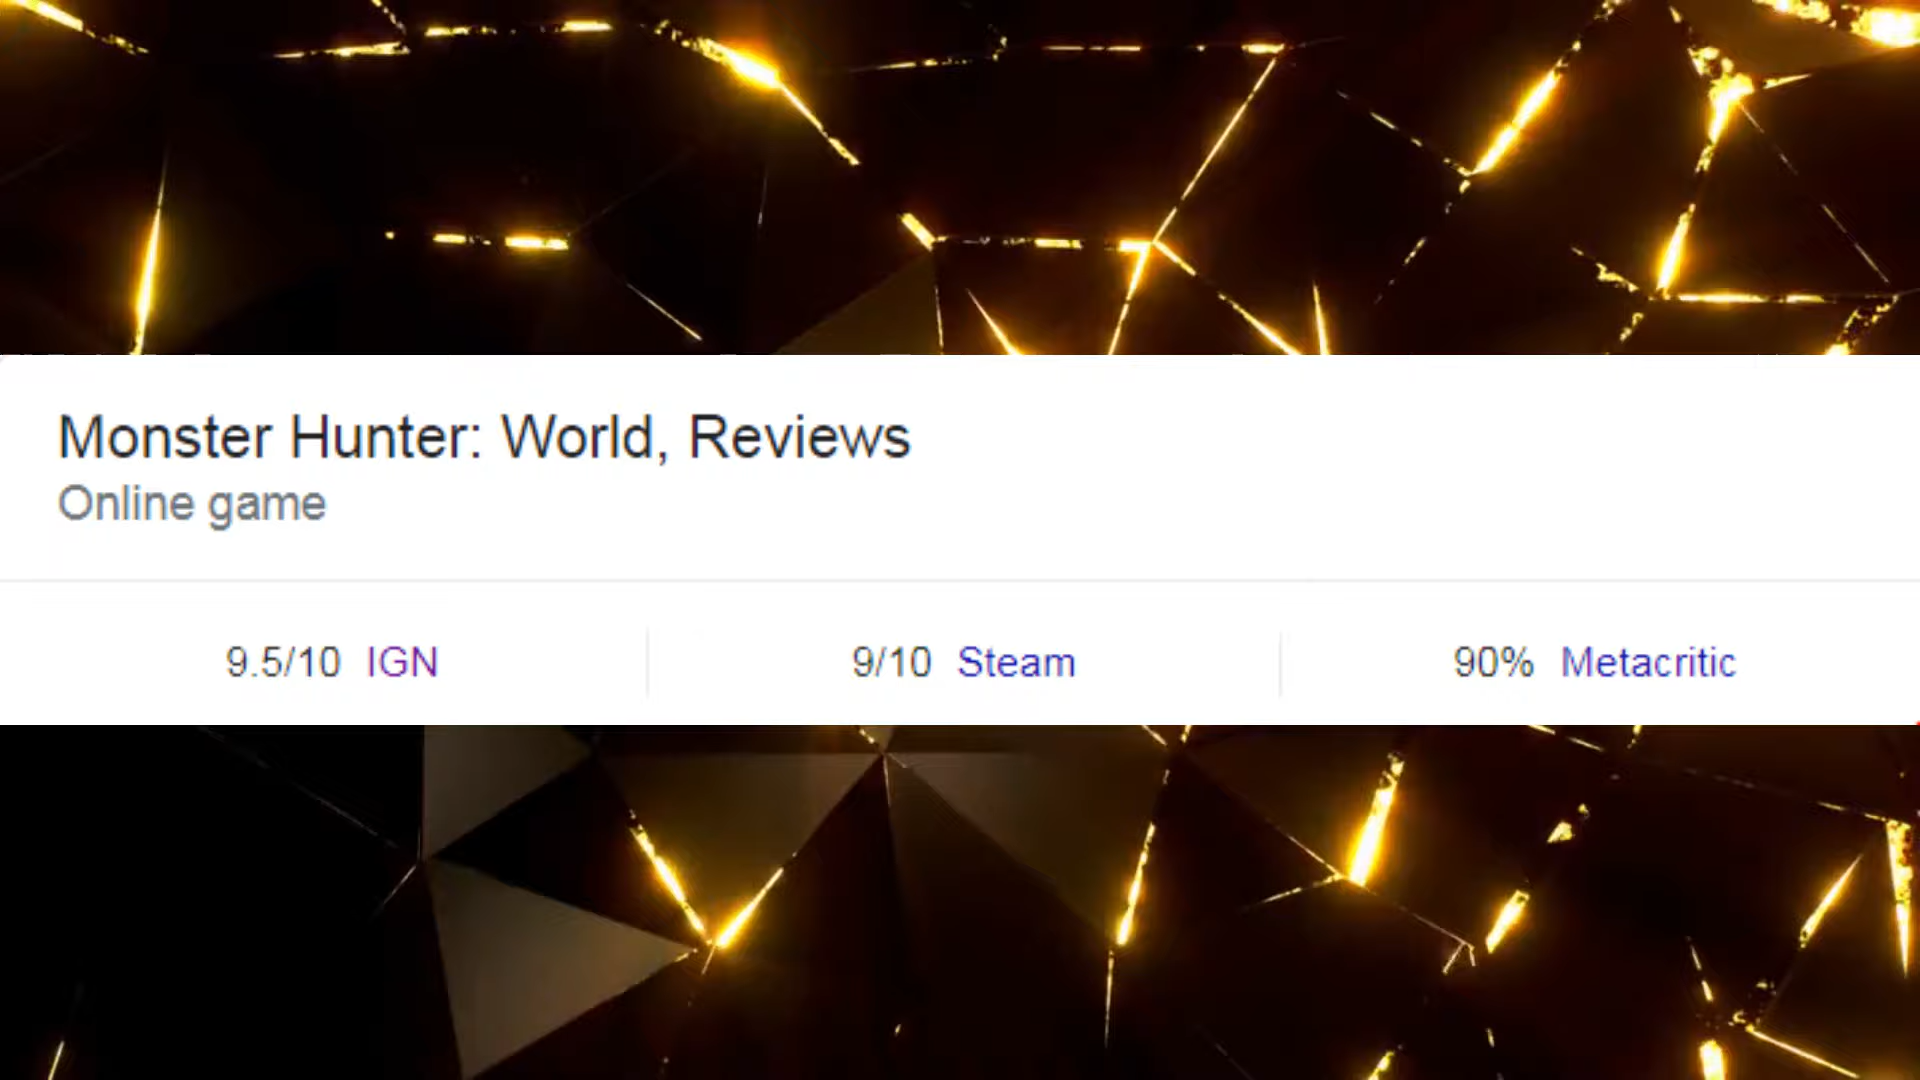 Monster Hunter: World, Reviews
Online game
9.5/10 IGN
9/10 Steam
90% Metacritic